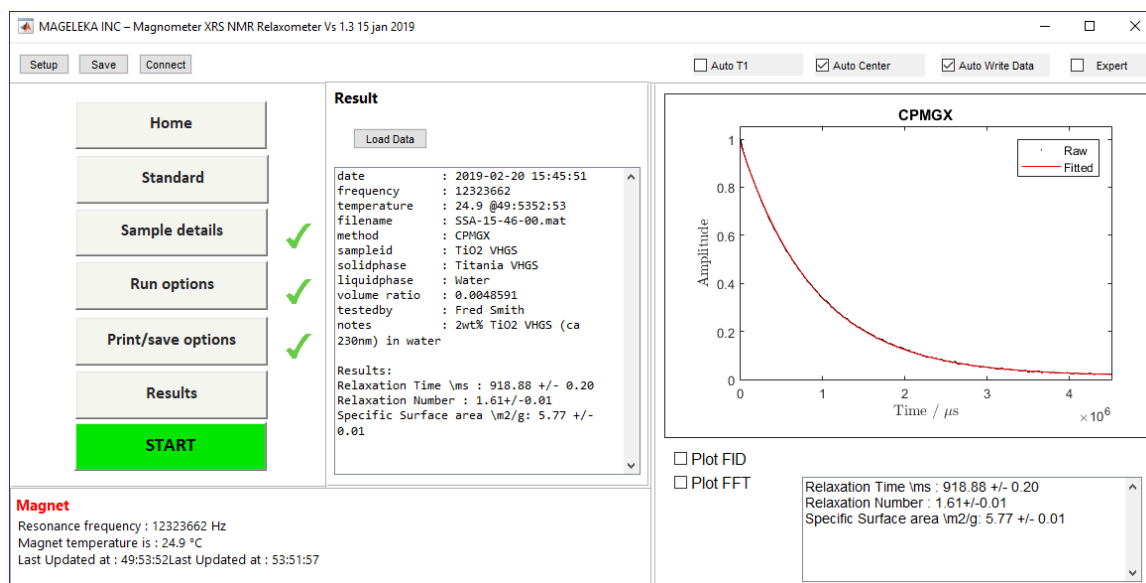 MAGELEKA INC – Magnometer XRS NMR Relaxometer Vs 1.3 15 jan 2019
Setup Save Connect
Auto T1 Auto Center Auto Write Data Expert
Home
Standard
Sample details
Run options
Print/save options
Results
START
Result
Load Data
date : 2019-02-20 15:45:51
frequency : 12323662
temperature : 24.9 @49:5352:53
filename : SSA-15-46-00.mat
method : CPMGX
sampleid : TiO2 VHGS
solidphase : Titania VHGS
liquidphase : Water
volume ratio : 0.0048591
testedby : Fred Smith
notes : 2wt% TiO2 VHGS (ca
230nm) in water
Results:
Relaxation Time \ms : 918.88 +/- 0.20
Relaxation Number : 1.61+/-0.01
Specific Surface area \m2/g: 5.77 +/-
0.01
CPMGX
Raw
Fitted
Amplitude
1
0.8
0.6
0.4
0.2
0
0 1 2 3 4
Time / μs
×10⁶
Plot FID
Plot FFT
Relaxation Time \ms : 918.88 +/- 0.20
Relaxation Number : 1.61+/-0.01
Specific Surface area \m2/g: 5.77 +/- 0.01
Magnet
Resonance frequency : 12323662 Hz
Magnet temperature is : 24.9 °C
Last Updated at : 49:53:52Last Updated at : 53:51:57